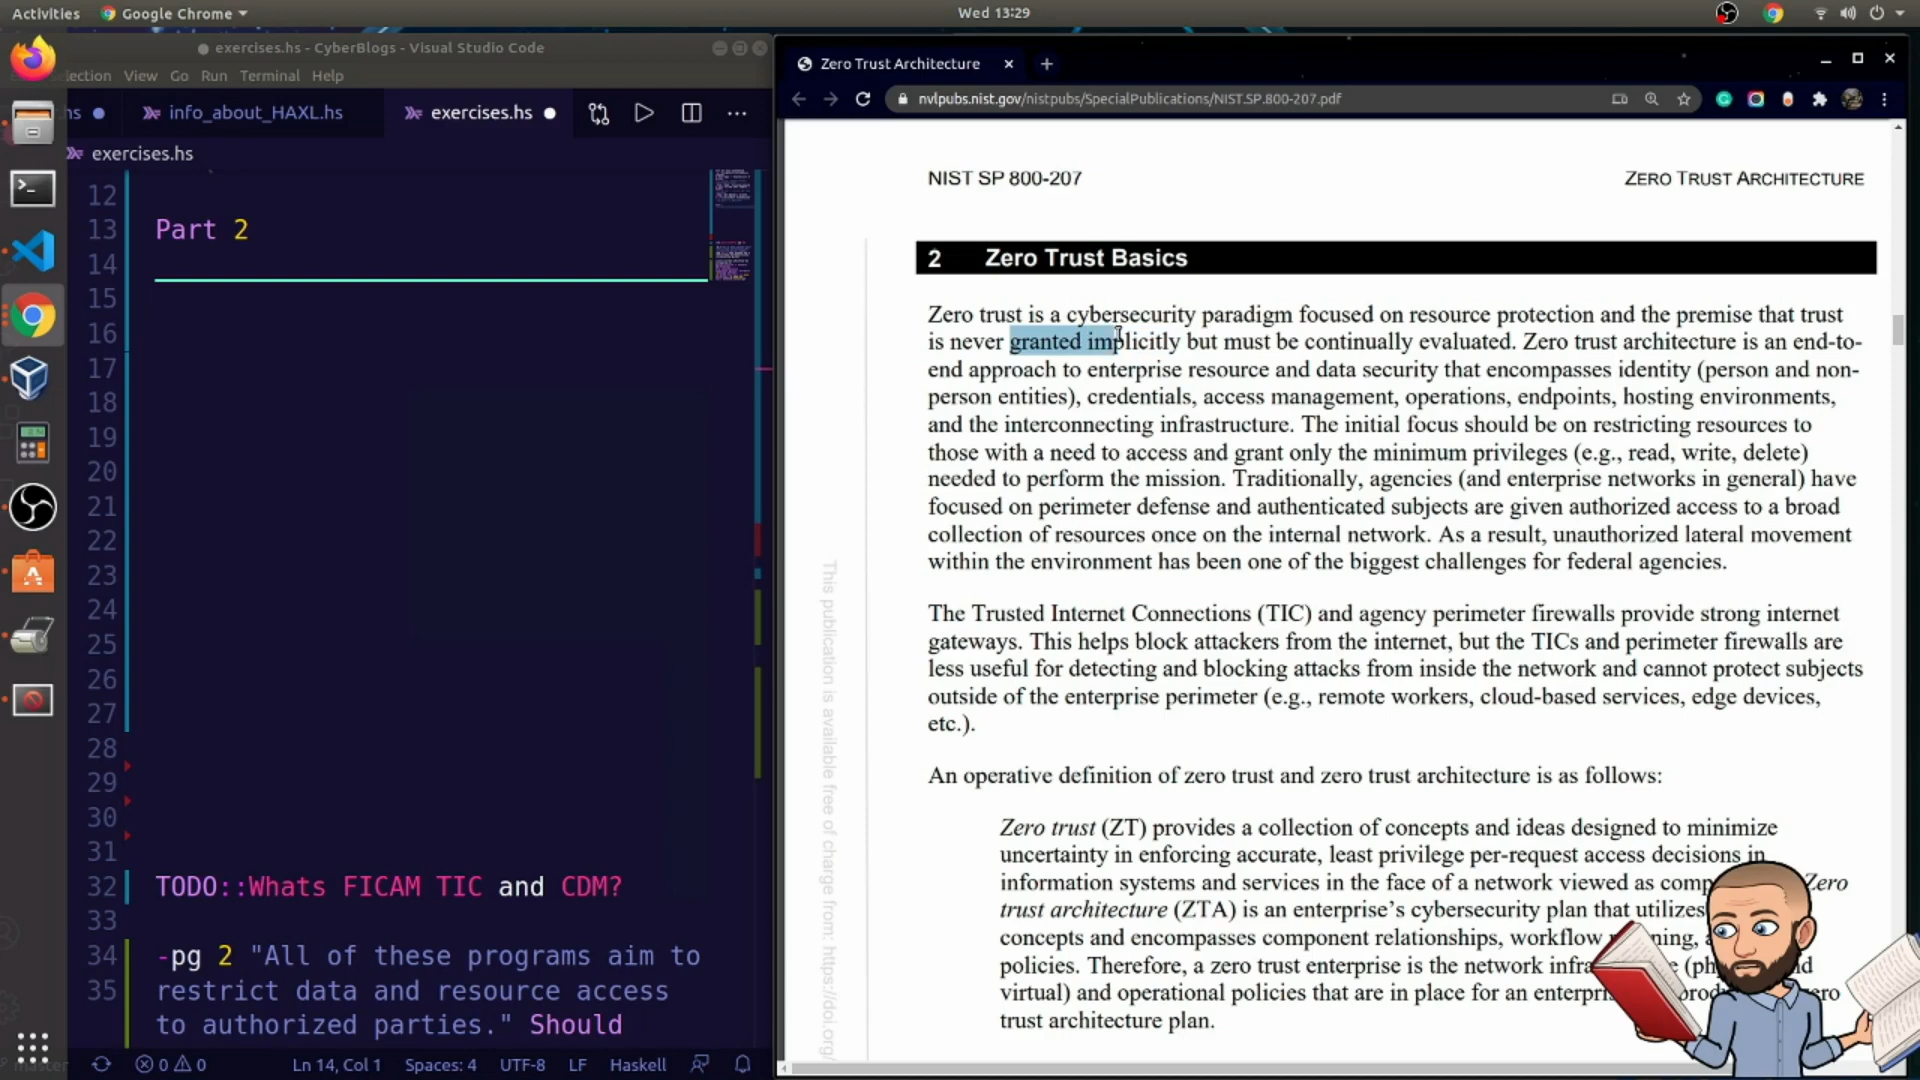 Activities
Google Chrome
Wed 13:29
exercises.hs - CyberBlogs - Visual Studio Code
lection View Go Run Terminal Help
.hs
info_about_HAXL.hs
exercises.hs
exercises.hs
12
13 Part 2
14
15
16
17
18
19
20
21
22
23
24
25
26
27
28
29
30
31
32 TODO::Whats FICAM TIC and CDM?
33
34 -pg 2 "All of these programs aim to
35 restrict data and resource access
to authorized parties." Should
0 0
Ln 14, Col 1
Spaces: 4
UTF-8
LF
Haskell
Zero Trust Architecture
nvlpubs.nist.gov/nistpubs/SpecialPublications/NIST.SP.800-207.pdf
NIST SP 800-207
ZERO TRUST ARCHITECTURE
2 Zero Trust Basics
Zero trust is a cybersecurity paradigm focused on resource protection and the premise that trust
is never granted implicitly but must be continually evaluated. Zero trust architecture is an end-to-
end approach to enterprise resource and data security that encompasses identity (person and non-
person entities), credentials, access management, operations, endpoints, hosting environments,
and the interconnecting infrastructure. The initial focus should be on restricting resources to
those with a need to access and grant only the minimum privileges (e.g., read, write, delete)
needed to perform the mission. Traditionally, agencies (and enterprise networks in general) have
focused on perimeter defense and authenticated subjects are given authorized access to a broad
collection of resources once on the internal network. As a result, unauthorized lateral movement
within the environment has been one of the biggest challenges for federal agencies.
The Trusted Internet Connections (TIC) and agency perimeter firewalls provide strong internet
gateways. This helps block attackers from the internet, but the TICs and perimeter firewalls are
less useful for detecting and blocking attacks from inside the network and cannot protect subjects
outside of the enterprise perimeter (e.g., remote workers, cloud-based services, edge devices,
etc.).
An operative definition of zero trust and zero trust architecture is as follows:
Zero trust (ZT) provides a collection of concepts and ideas designed to minimize
uncertainty in enforcing accurate, least privilege per-request access decisions in
information systems and services in the face of a network viewed as comp Zero
trust architecture (ZTA) is an enterprise's cybersecurity plan that utilizes
concepts and encompasses component relationships, workflow
policies. Therefore, a zero trust enterprise is the network infra
virtual) and operational policies that are in place for an enterpri
trust architecture plan.
This publication is available free of charge from: https://doi.org/